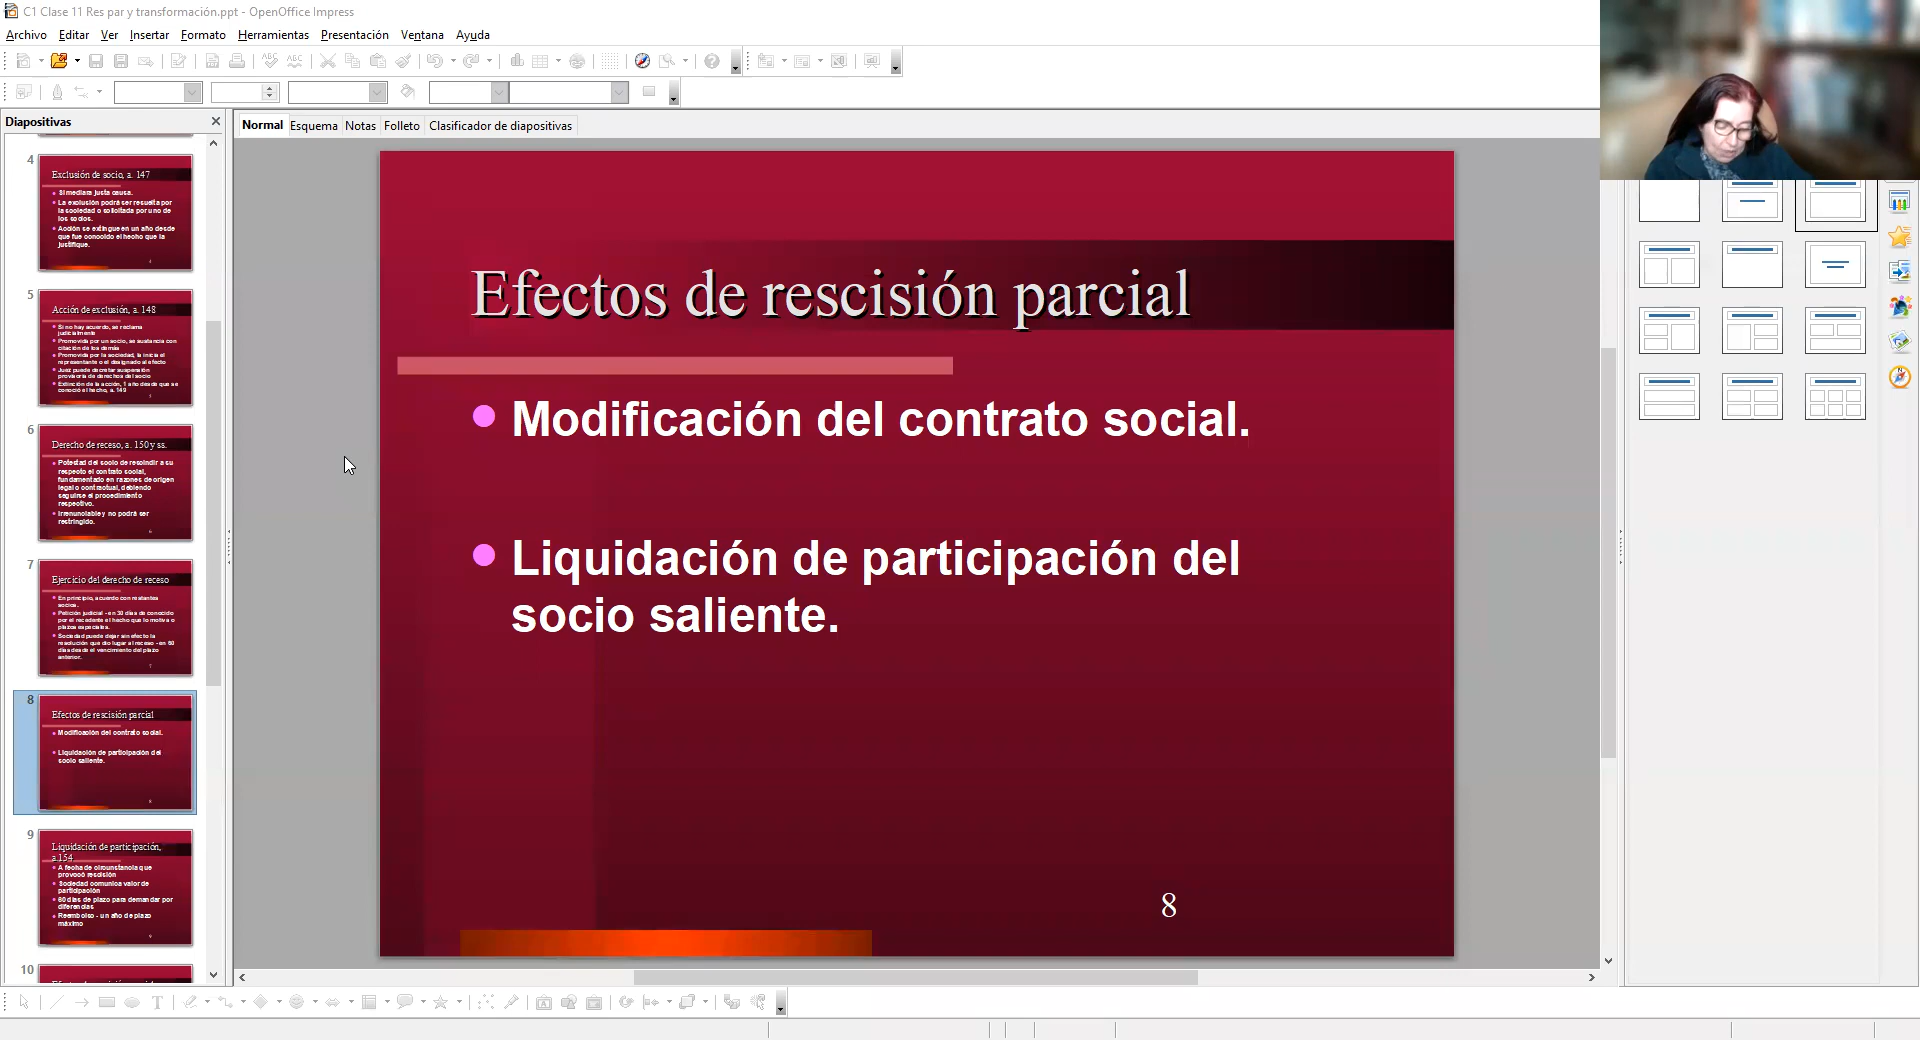 C1 Clase 11 Res par y transformación.ppt - OpenOffice Impress
Archivo Editar Ver Insertar Formato Herramientas Presentación Ventana Ayuda
Diapositivas
Normal Esquema Notas Folleto Clasificador de diapositivas
4
Exclusión de socio, a. 147
Si mediara justa causa.
La exclusión podrá ser resuelta por
la sociedad o solicitada por uno de
los socios.
Acción se extingue en un año desde
que fue conocido el hecho que la
justifique.
4
5
Acción de exclusión, a. 148
Si no hay acuerdo, se reclama
judicialmente
Promovida por un socio, se sustancia con
citación de los demás
Promovida por la sociedad, la inicia el
representante o el designado al efecto
Juez puede decretar suspensión
provisoria de derechos del socio
Extinción de la acción, 1 año desde que se
conoció el hecho, a. 149
5
6
Derecho de receso, a. 150 y ss.
Potestad del socio de rescindir a su
respecto el contrato social,
fundamentado en razones de origen
legal o contractual, debiendo
seguirse el procedimiento
respectivo.
Irrenunciable y no podrá ser
restringido.
6
7
Ejercicio del derecho de receso
En principio, acuerdo con restantes
socios.
Petición judicial - en 30 días de conocido
por el recedente el hecho que lo motiva o
plazos especiales.
Sociedad puede dejar sin efecto la
resolución que dio lugar al receso - en 60
días desde el vencimiento del plazo
anterior.
7
8
Efectos de rescisión parcial
Modificación del contrato social.
Liquidación de participación del
socio saliente.
8
9
Liquidación de participación,
a.154
A fecha de circunstancia que
provocó rescisión
Sociedad comunica valor de
participación
60 días de plazo para demandar por
diferencias
Reembolso - un año de plazo
máximo
9
10
Efectos de rescisión parcial
Modificación del contrato social.
Liquidación de participación del
socio saliente.
8